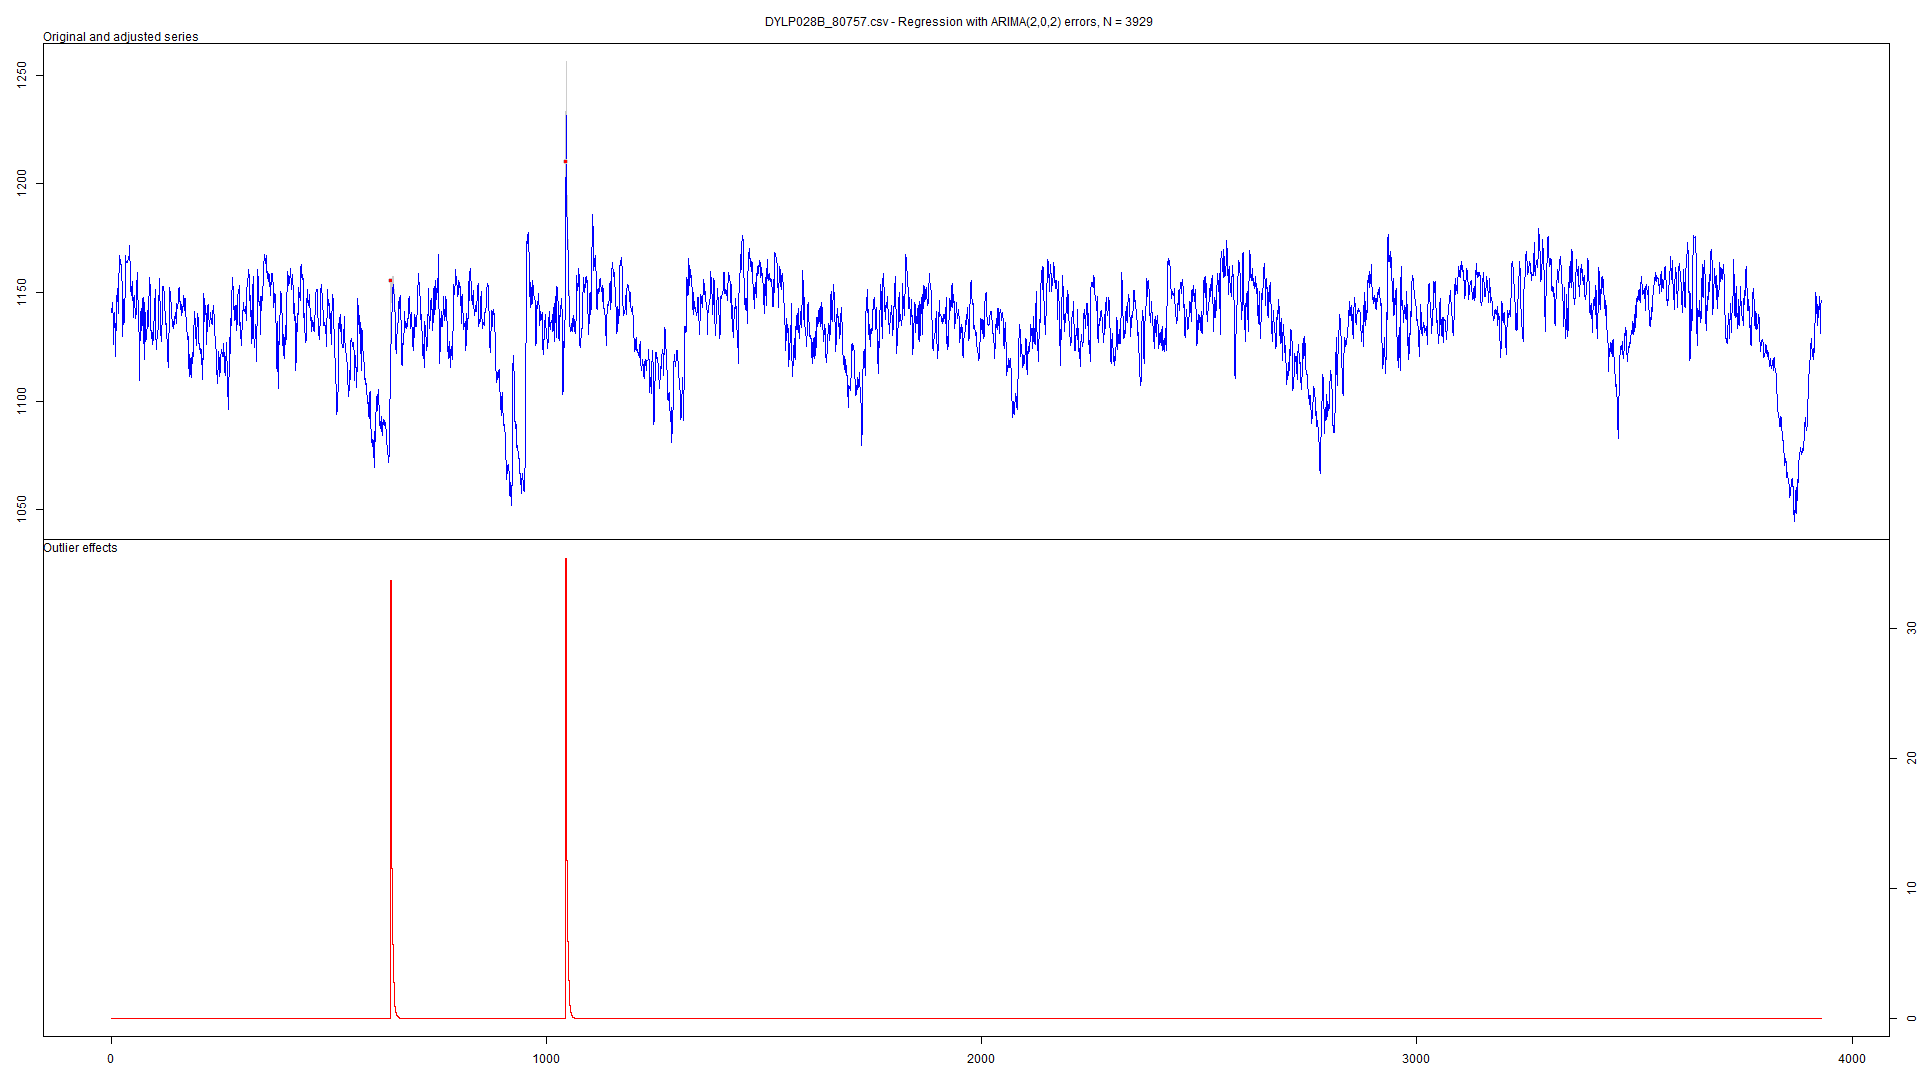 DYLP028B_80757.csv - Regression with ARIMA(2,0,2) errors, N = 3929
Original and adjusted series
1250
1200
1150
1100
1050
Outlier effects
30
20
10
0
0 1000 2000 3000 4000